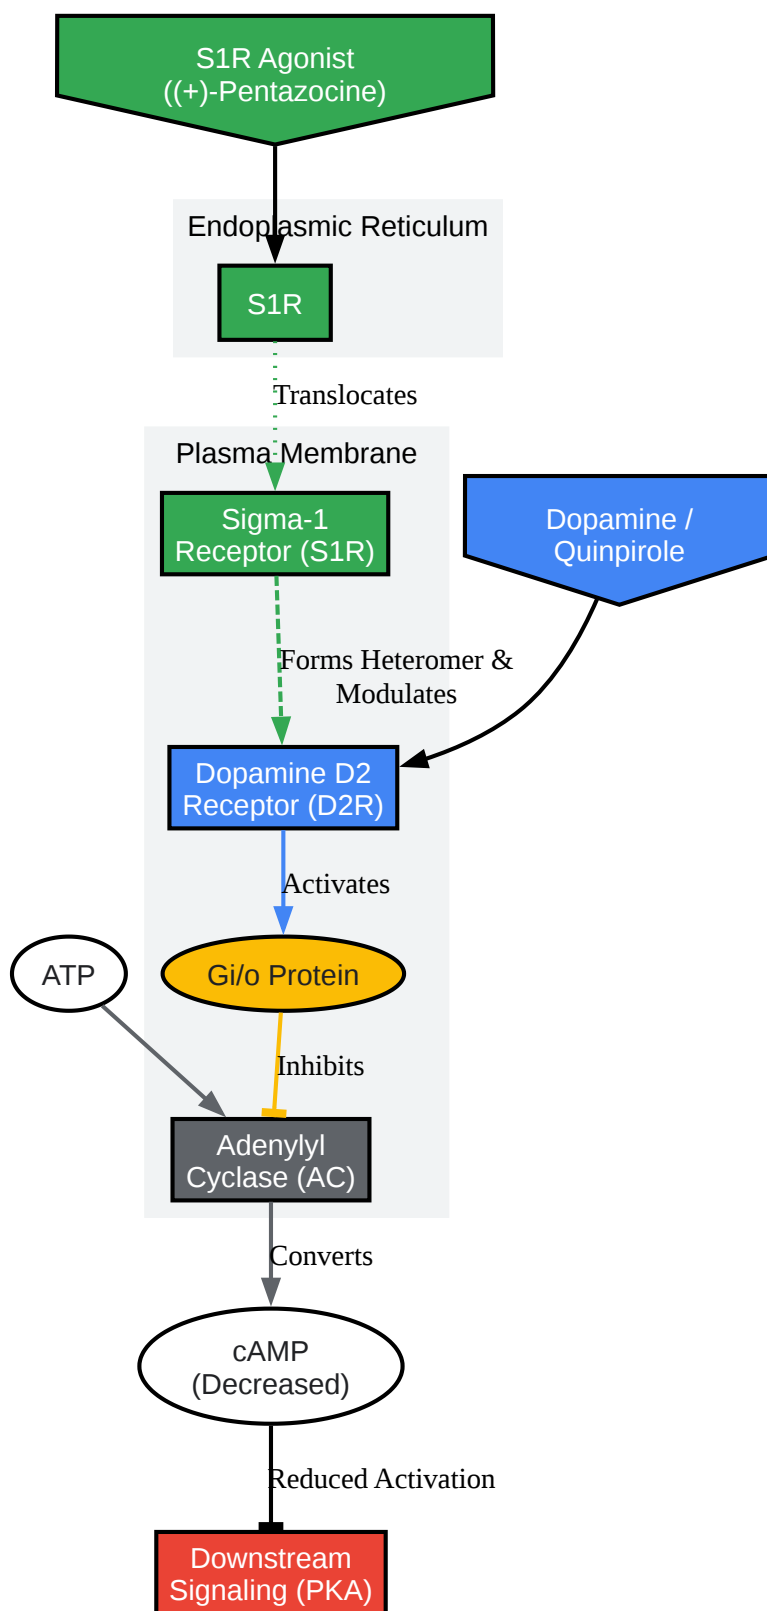 S1R Agonist
((+)-Pentazocine)
Endoplasmic Reticulum
S1R
Translocates
Plasma Membrane
Sigma-1
Receptor (S1R)
Dopamine /
Quinpirole
Forms Heteromer &
Modulates
Dopamine D2
Receptor (D2R)
Activates
ATP
Gi/o Protein
Inhibits
Adenylyl
Cyclase (AC)
Converts
cAMP
(Decreased)
Reduced Activation
Downstream
Signaling (PKA)